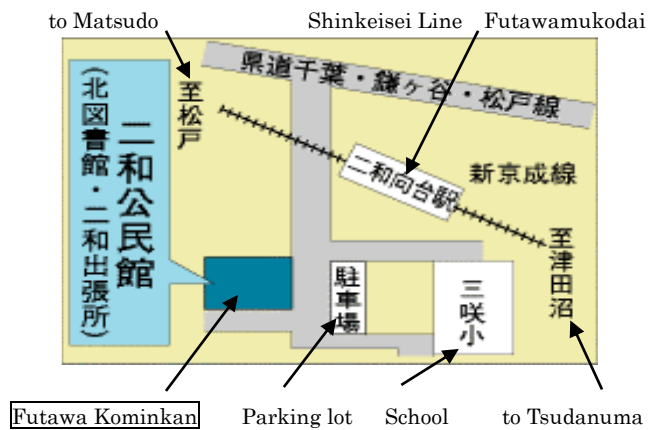 to Matsudo
Shinkeisei Line
Futawamukodai
県道千葉・鎌ヶ谷・松戸線
至松戸
二和公民館
(北図書館・二和出張所)
二和向台駅
新京成線
至津田沼
駐車場
三咲小
Futawa Kominkan
Parking lot
School
to Tsudanuma